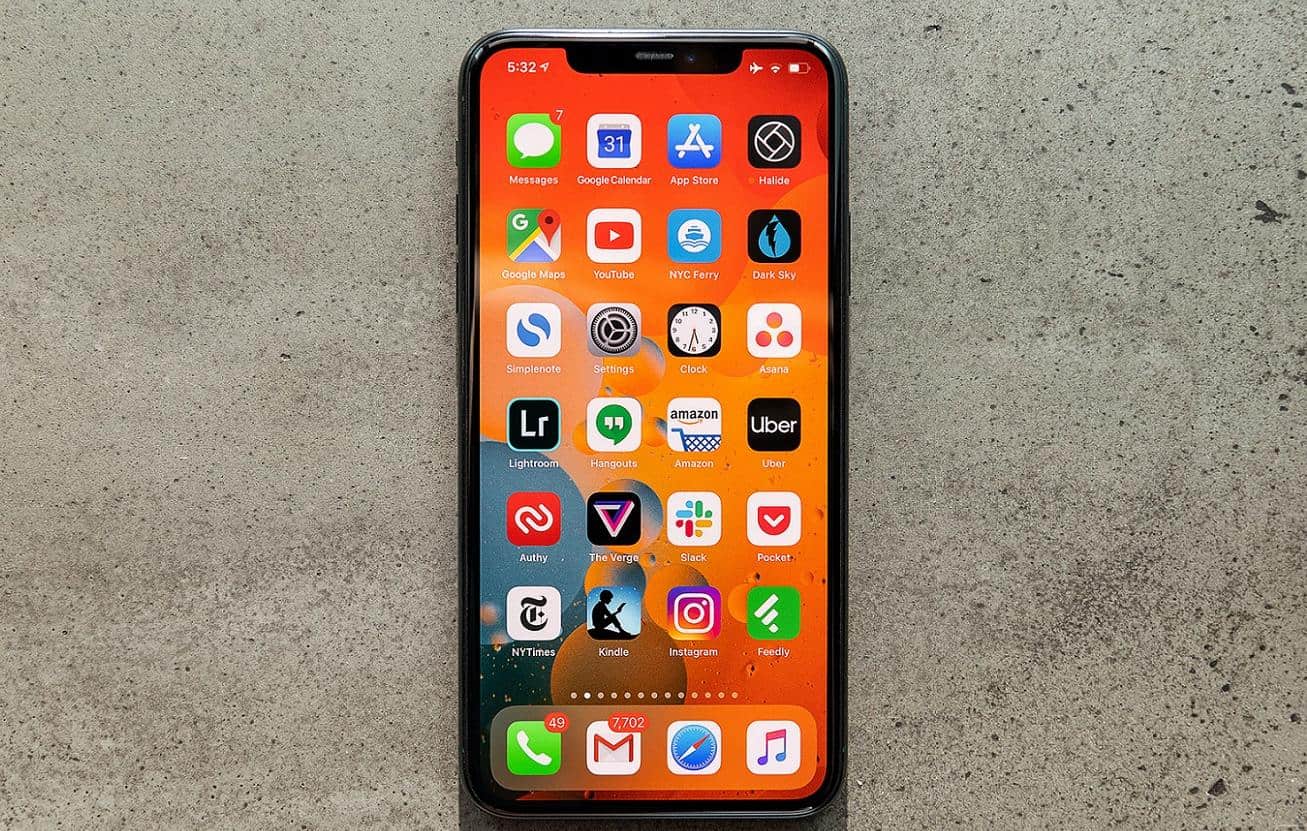 5:32
7
31
Messages Google Calendar App Store Halide
G
Google Maps YouTube NYC Ferry Dark Sky
12
6
Simplenote Settings Clock Asana
Lr amazon Uber
Lightroom Hangouts Amazon Uber
Authy The Verge Slack Pocket
T
NYTimes Kindle Instagram Feedly
49 7,702